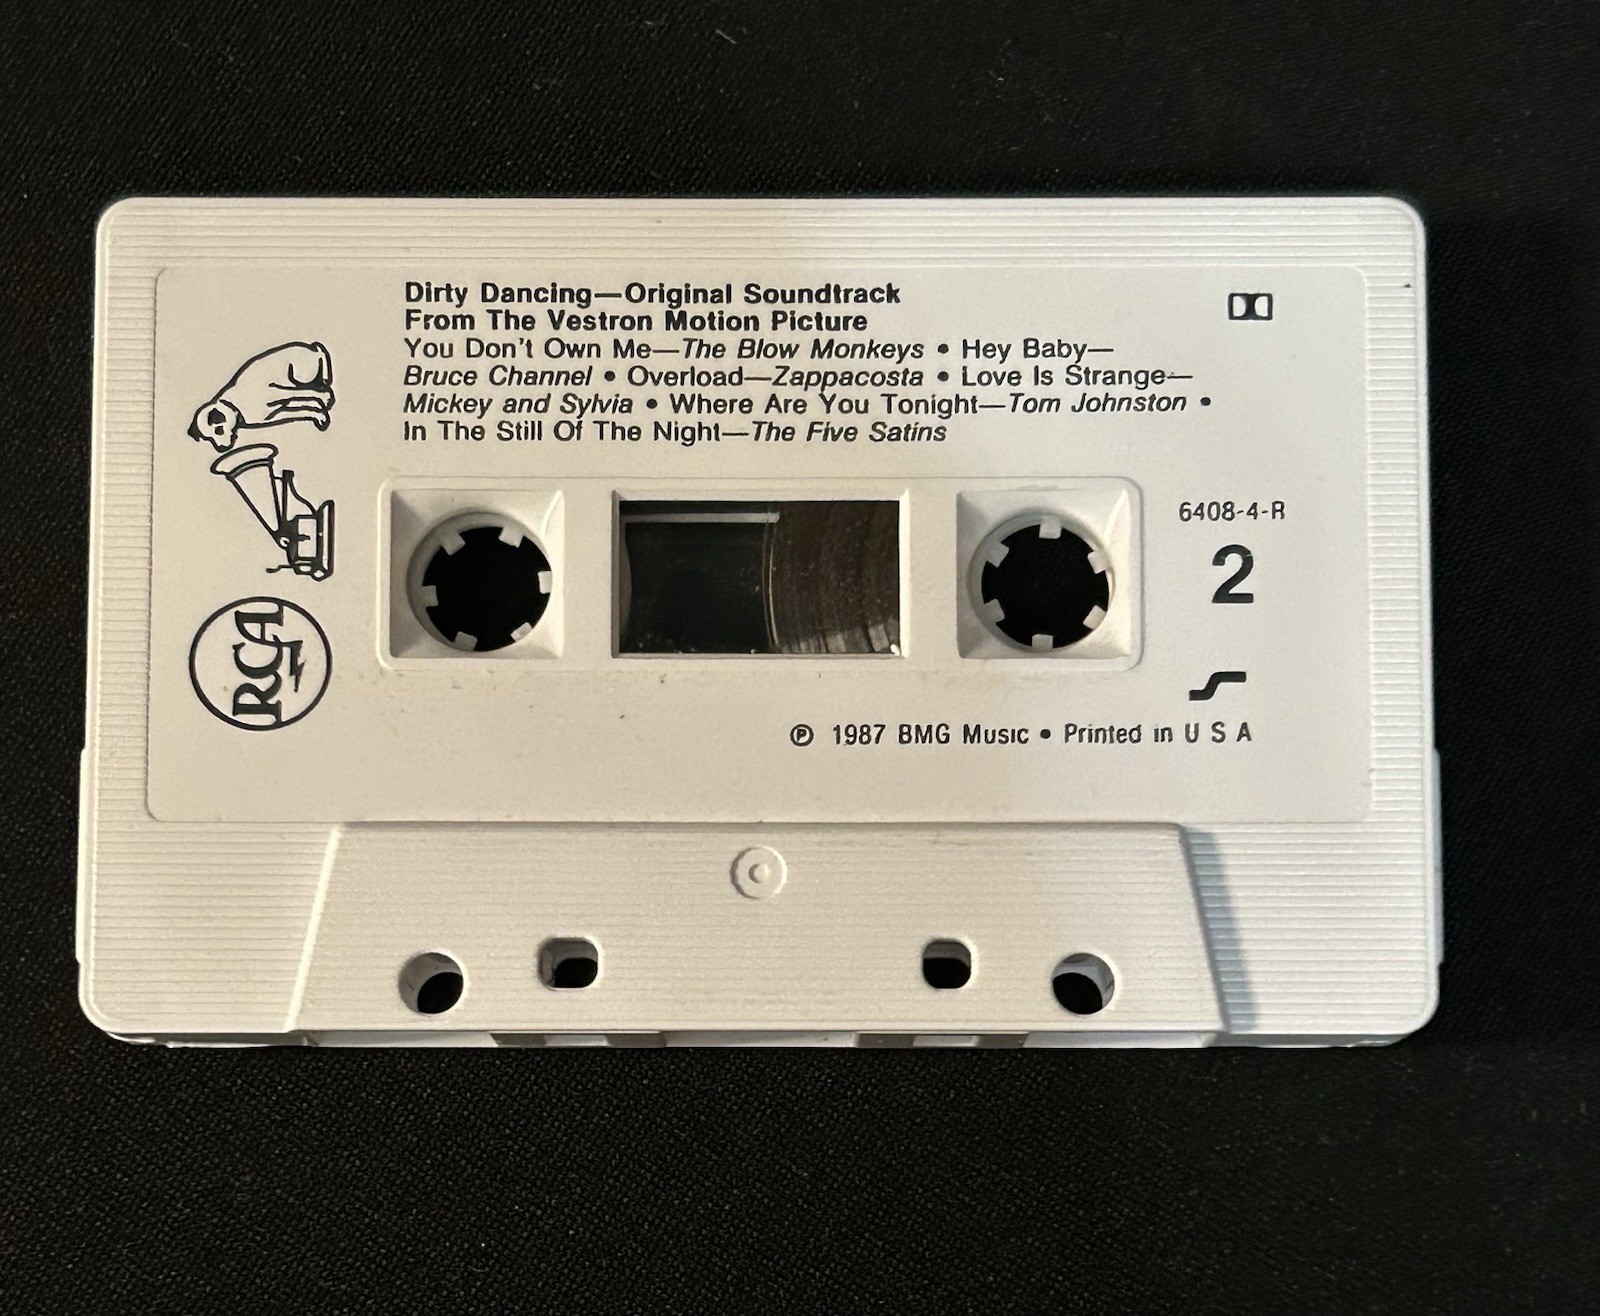 Dirty Dancing—Original Soundtrack
From The Vestron Motion Picture
You Don't Own Me—The Blow Monkeys • Hey Baby—
Bruce Channel • Overload—Zappacosta • Love Is Strange—
Mickey and Sylvia • Where Are You Tonight—Tom Johnston •
In The Still Of The Night—The Five Satins
6408-4-R
2
RCA
℗ 1987 BMG Music • Printed in U S A